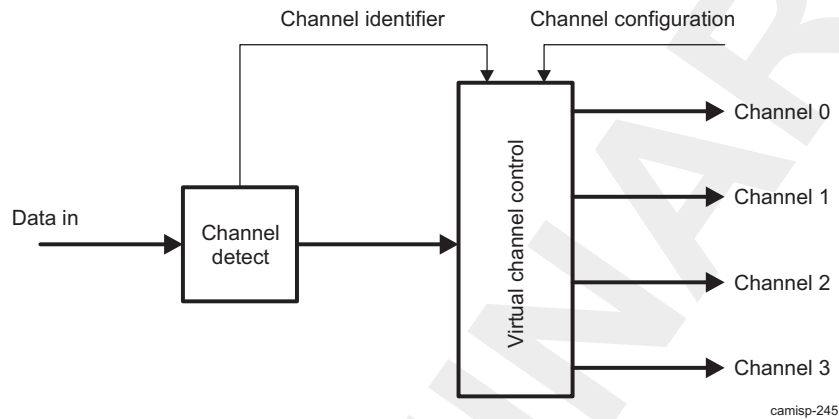 Channel identifier
Channel configuration
Data in
Channel
detect
Virtual channel control
Channel 0
Channel 1
Channel 2
Channel 3
camisp-245